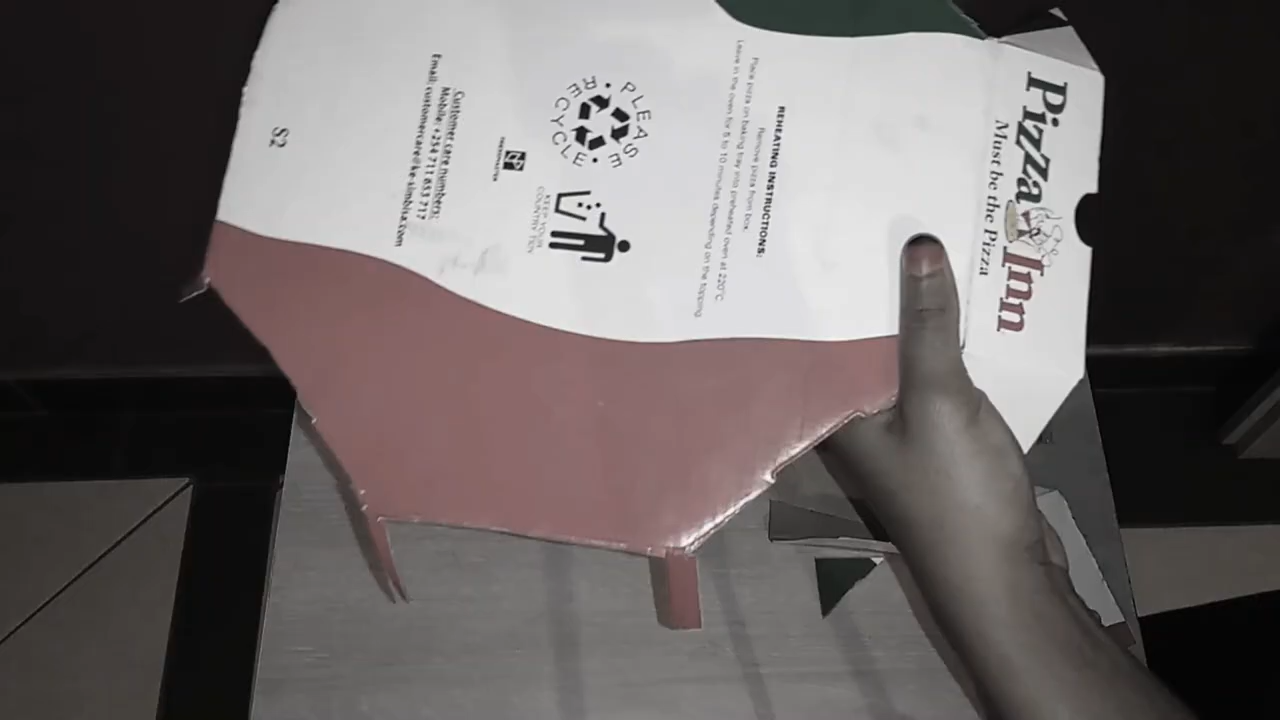 Pizza Inn
Must be the Pizza
REHEATING INSTRUCTIONS:
Remove pizza from box.
Place pizza on baking tray into preheated oven at 220°C.
Leave in the oven for 5 to 10 minutes depending on the topping.
PLEASE
RECYCLE
KEEP YOUR
COUNTRY TIDY
Customer care numbers:
Mobile: +254 711 053 717
Email: customercare@ke-simbisa.com
S2